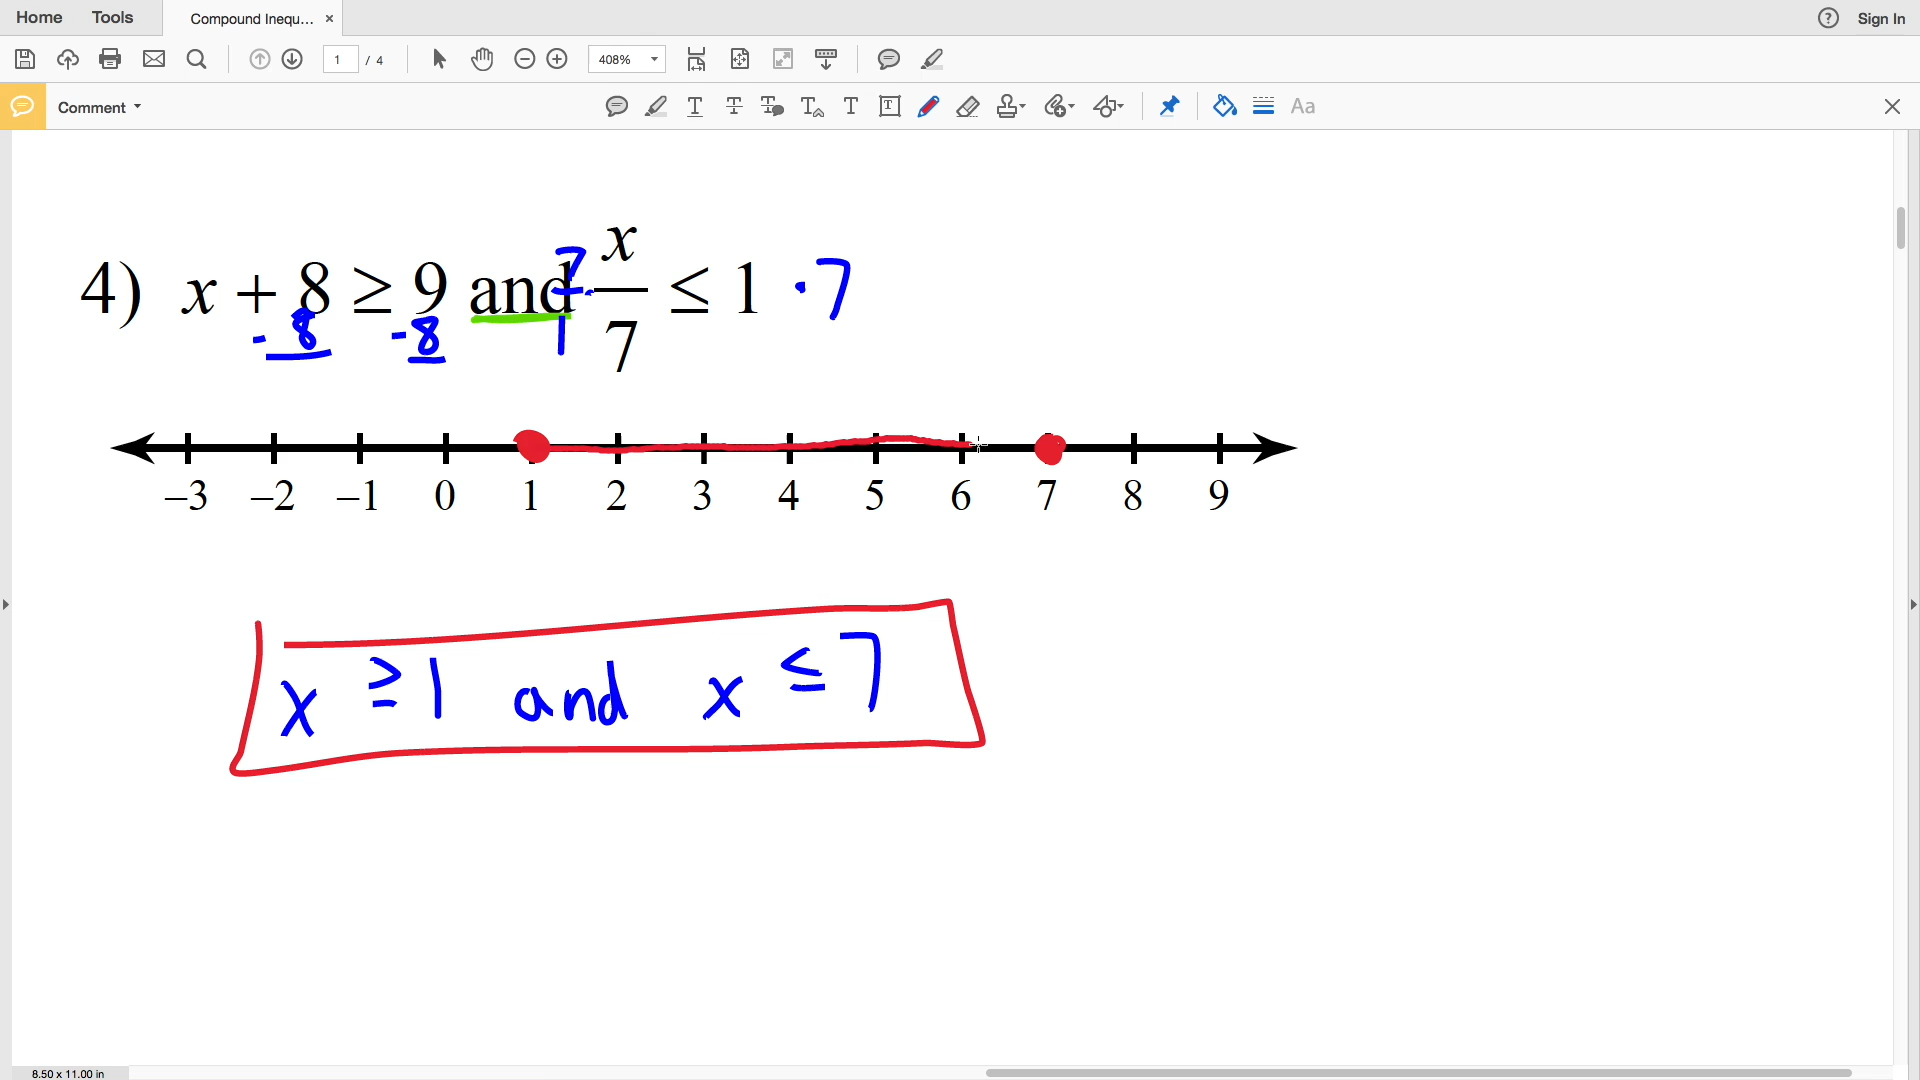 Home Tools Compound Inequ... × ? Sign In
1 / 4 408%
Comment Aa
4) x + 8 ≥ 9 and x/7 ≤ 1 · 7
7/1 ·
- 8 - 8
–3 –2 –1 0 1 2 3 4 5 6 7 8 9
x ≥ 1 and x ≤ 7
8.50 x 11.00 in